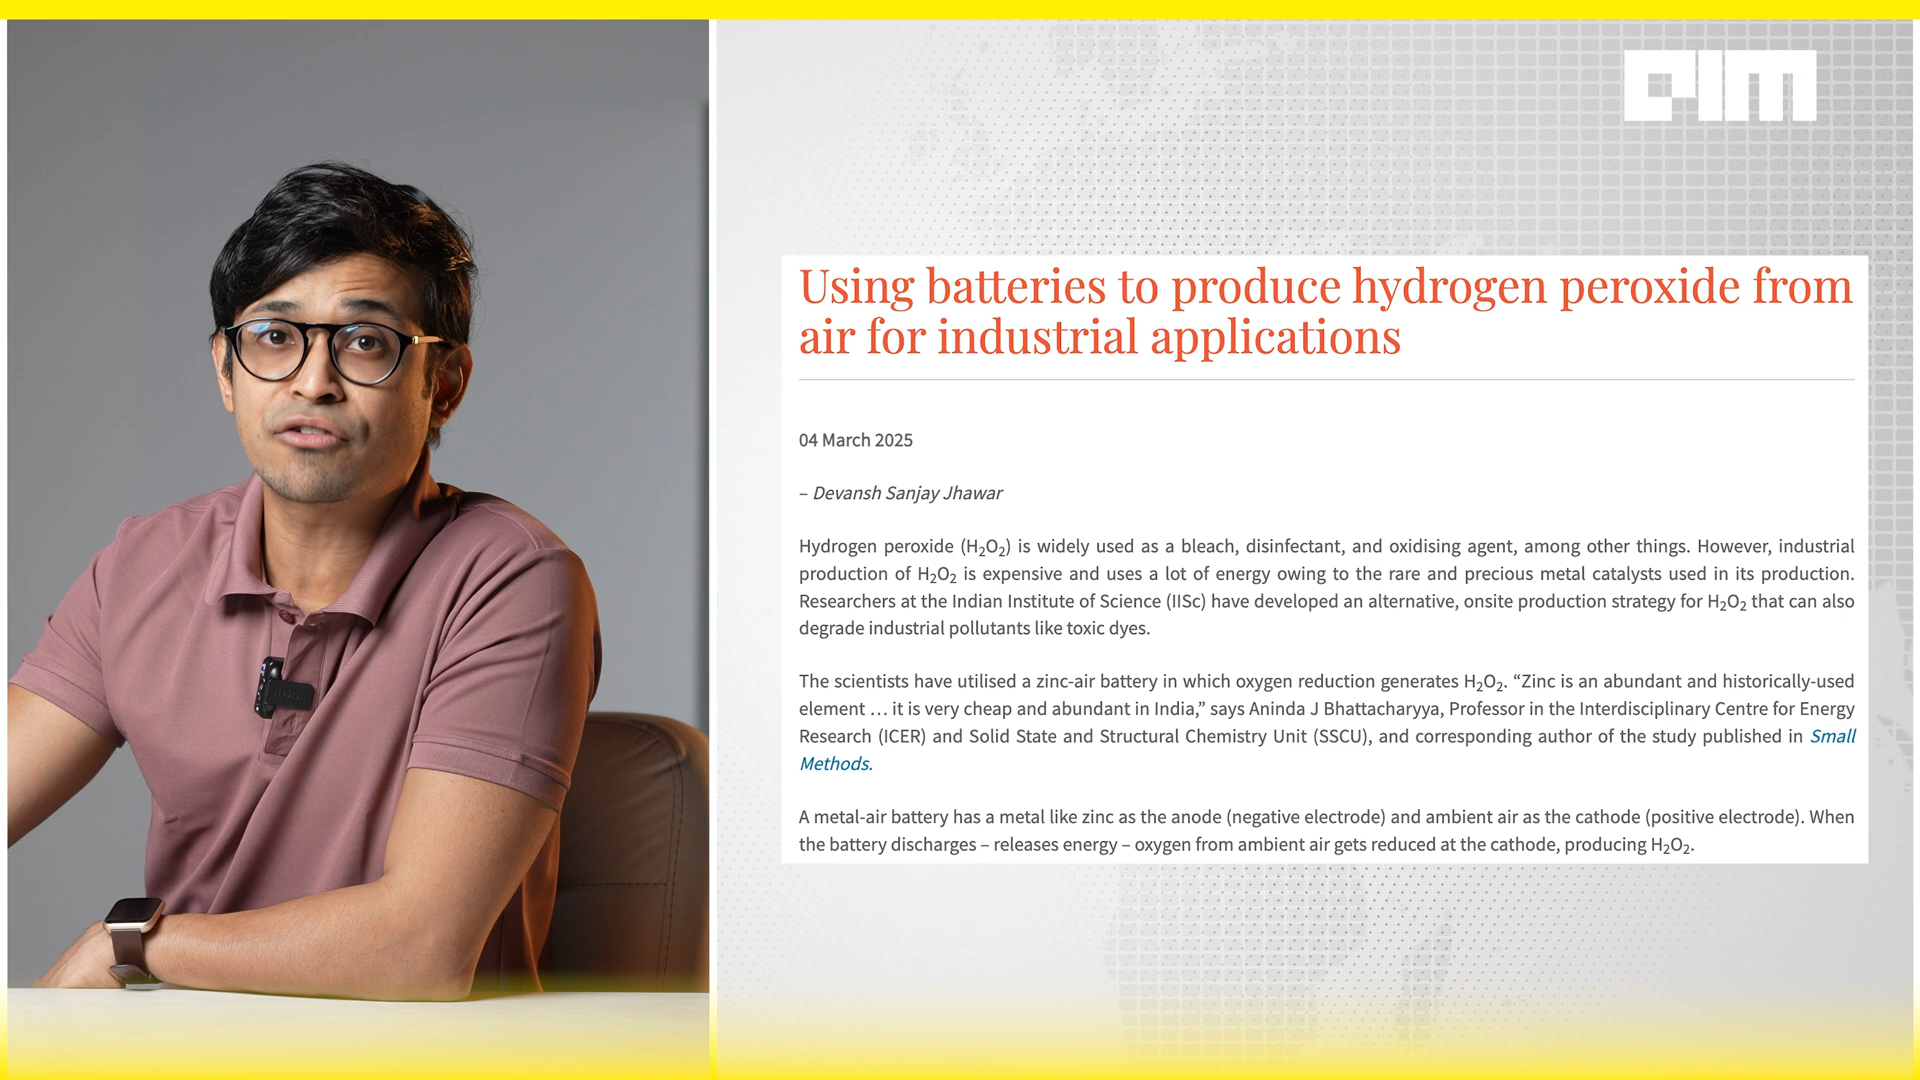 AIM
Using batteries to produce hydrogen peroxide from
air for industrial applications
04 March 2025
– Devansh Sanjay Jhawar
Hydrogen peroxide (H₂O₂) is widely used as a bleach, disinfectant, and oxidising agent, among other things. However, industrial
production of H₂O₂ is expensive and uses a lot of energy owing to the rare and precious metal catalysts used in its production.
Researchers at the Indian Institute of Science (IISc) have developed an alternative, onsite production strategy for H₂O₂ that can also
degrade industrial pollutants like toxic dyes.
The scientists have utilised a zinc-air battery in which oxygen reduction generates H₂O₂. “Zinc is an abundant and historically-used
element … it is very cheap and abundant in India,” says Aninda J Bhattacharyya, Professor in the Interdisciplinary Centre for Energy
Research (ICER) and Solid State and Structural Chemistry Unit (SSCU), and corresponding author of the study published in Small
Methods.
A metal-air battery has a metal like zinc as the anode (negative electrode) and ambient air as the cathode (positive electrode). When
the battery discharges – releases energy – oxygen from ambient air gets reduced at the cathode, producing H₂O₂.